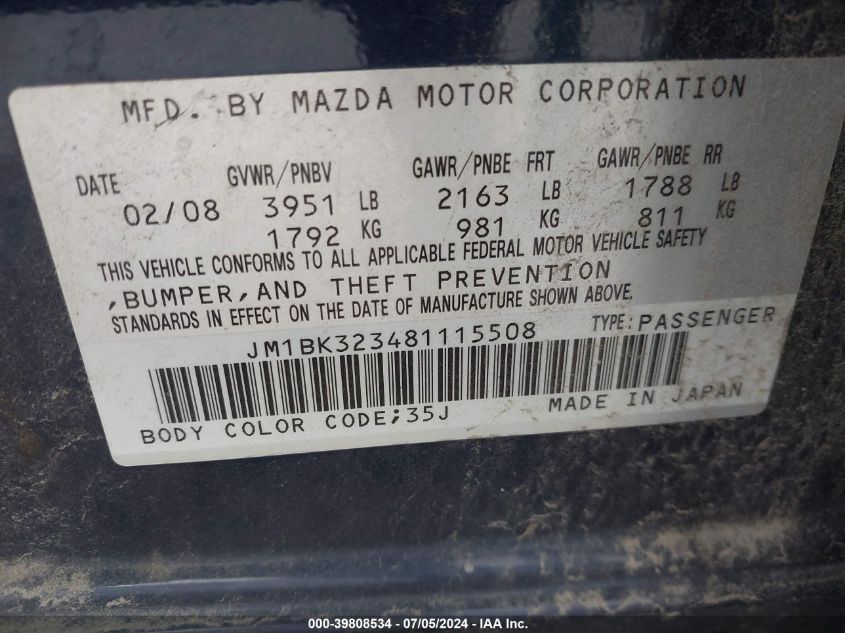 MFD. BY MAZDA MOTOR CORPORATION
DATE GVWR/PNBV GAWR/PNBE FRT GAWR/PNBE RR
02/08 3951 LB 2163 LB 1788 LB
1792 KG 981 KG 811 KG
THIS VEHICLE CONFORMS TO ALL APPLICABLE FEDERAL MOTOR VEHICLE SAFETY
,BUMPER,AND THEFT PREVENTION
STANDARDS IN EFFECT ON THE DATE OF MANUFACTURE SHOWN ABOVE.
JM1BK323481115508 TYPE:PASSENGER
BODY COLOR CODE;35J MADE IN JAPAN
000-39808534 - 07/05/2024 - IAA Inc.